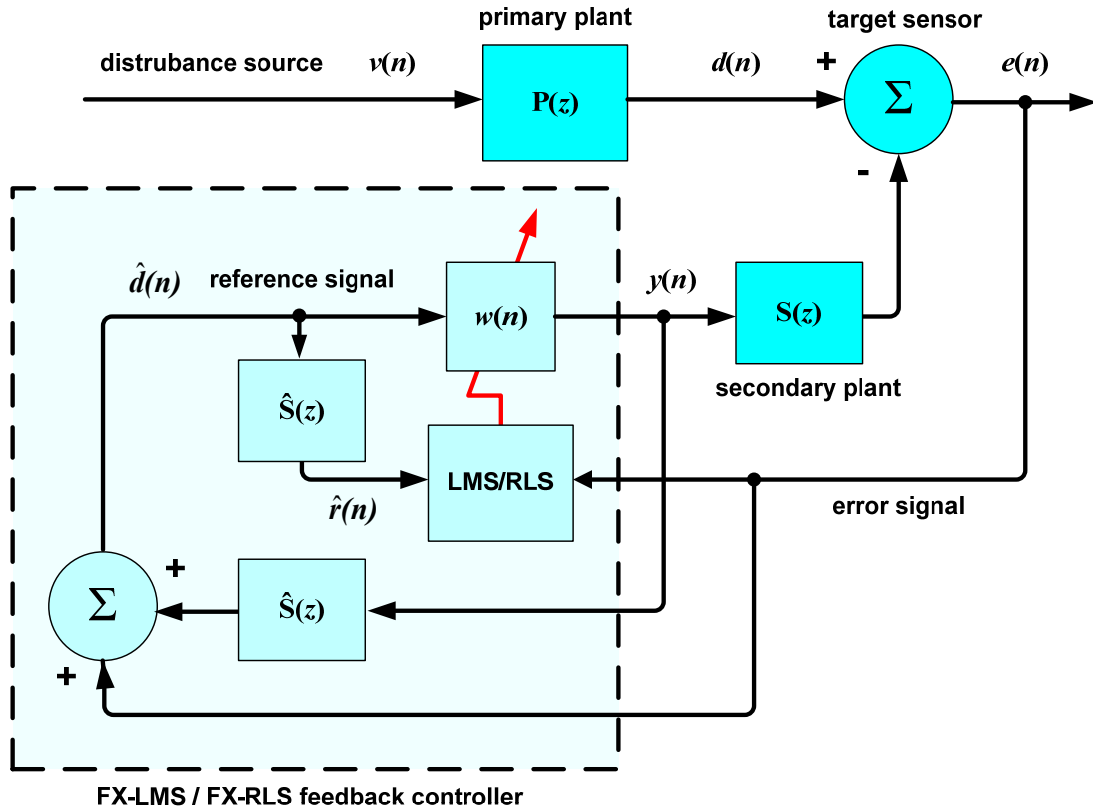 primary plant
target sensor
distrubance source
v(n)
d(n)
+
e(n)
P(z)
Σ
-
d̂(n)
reference signal
w(n)
y(n)
S(z)
Ŝ(z)
secondary plant
LMS/RLS
r̂(n)
error signal
+
Σ
Ŝ(z)
+
FX-LMS / FX-RLS feedback controller